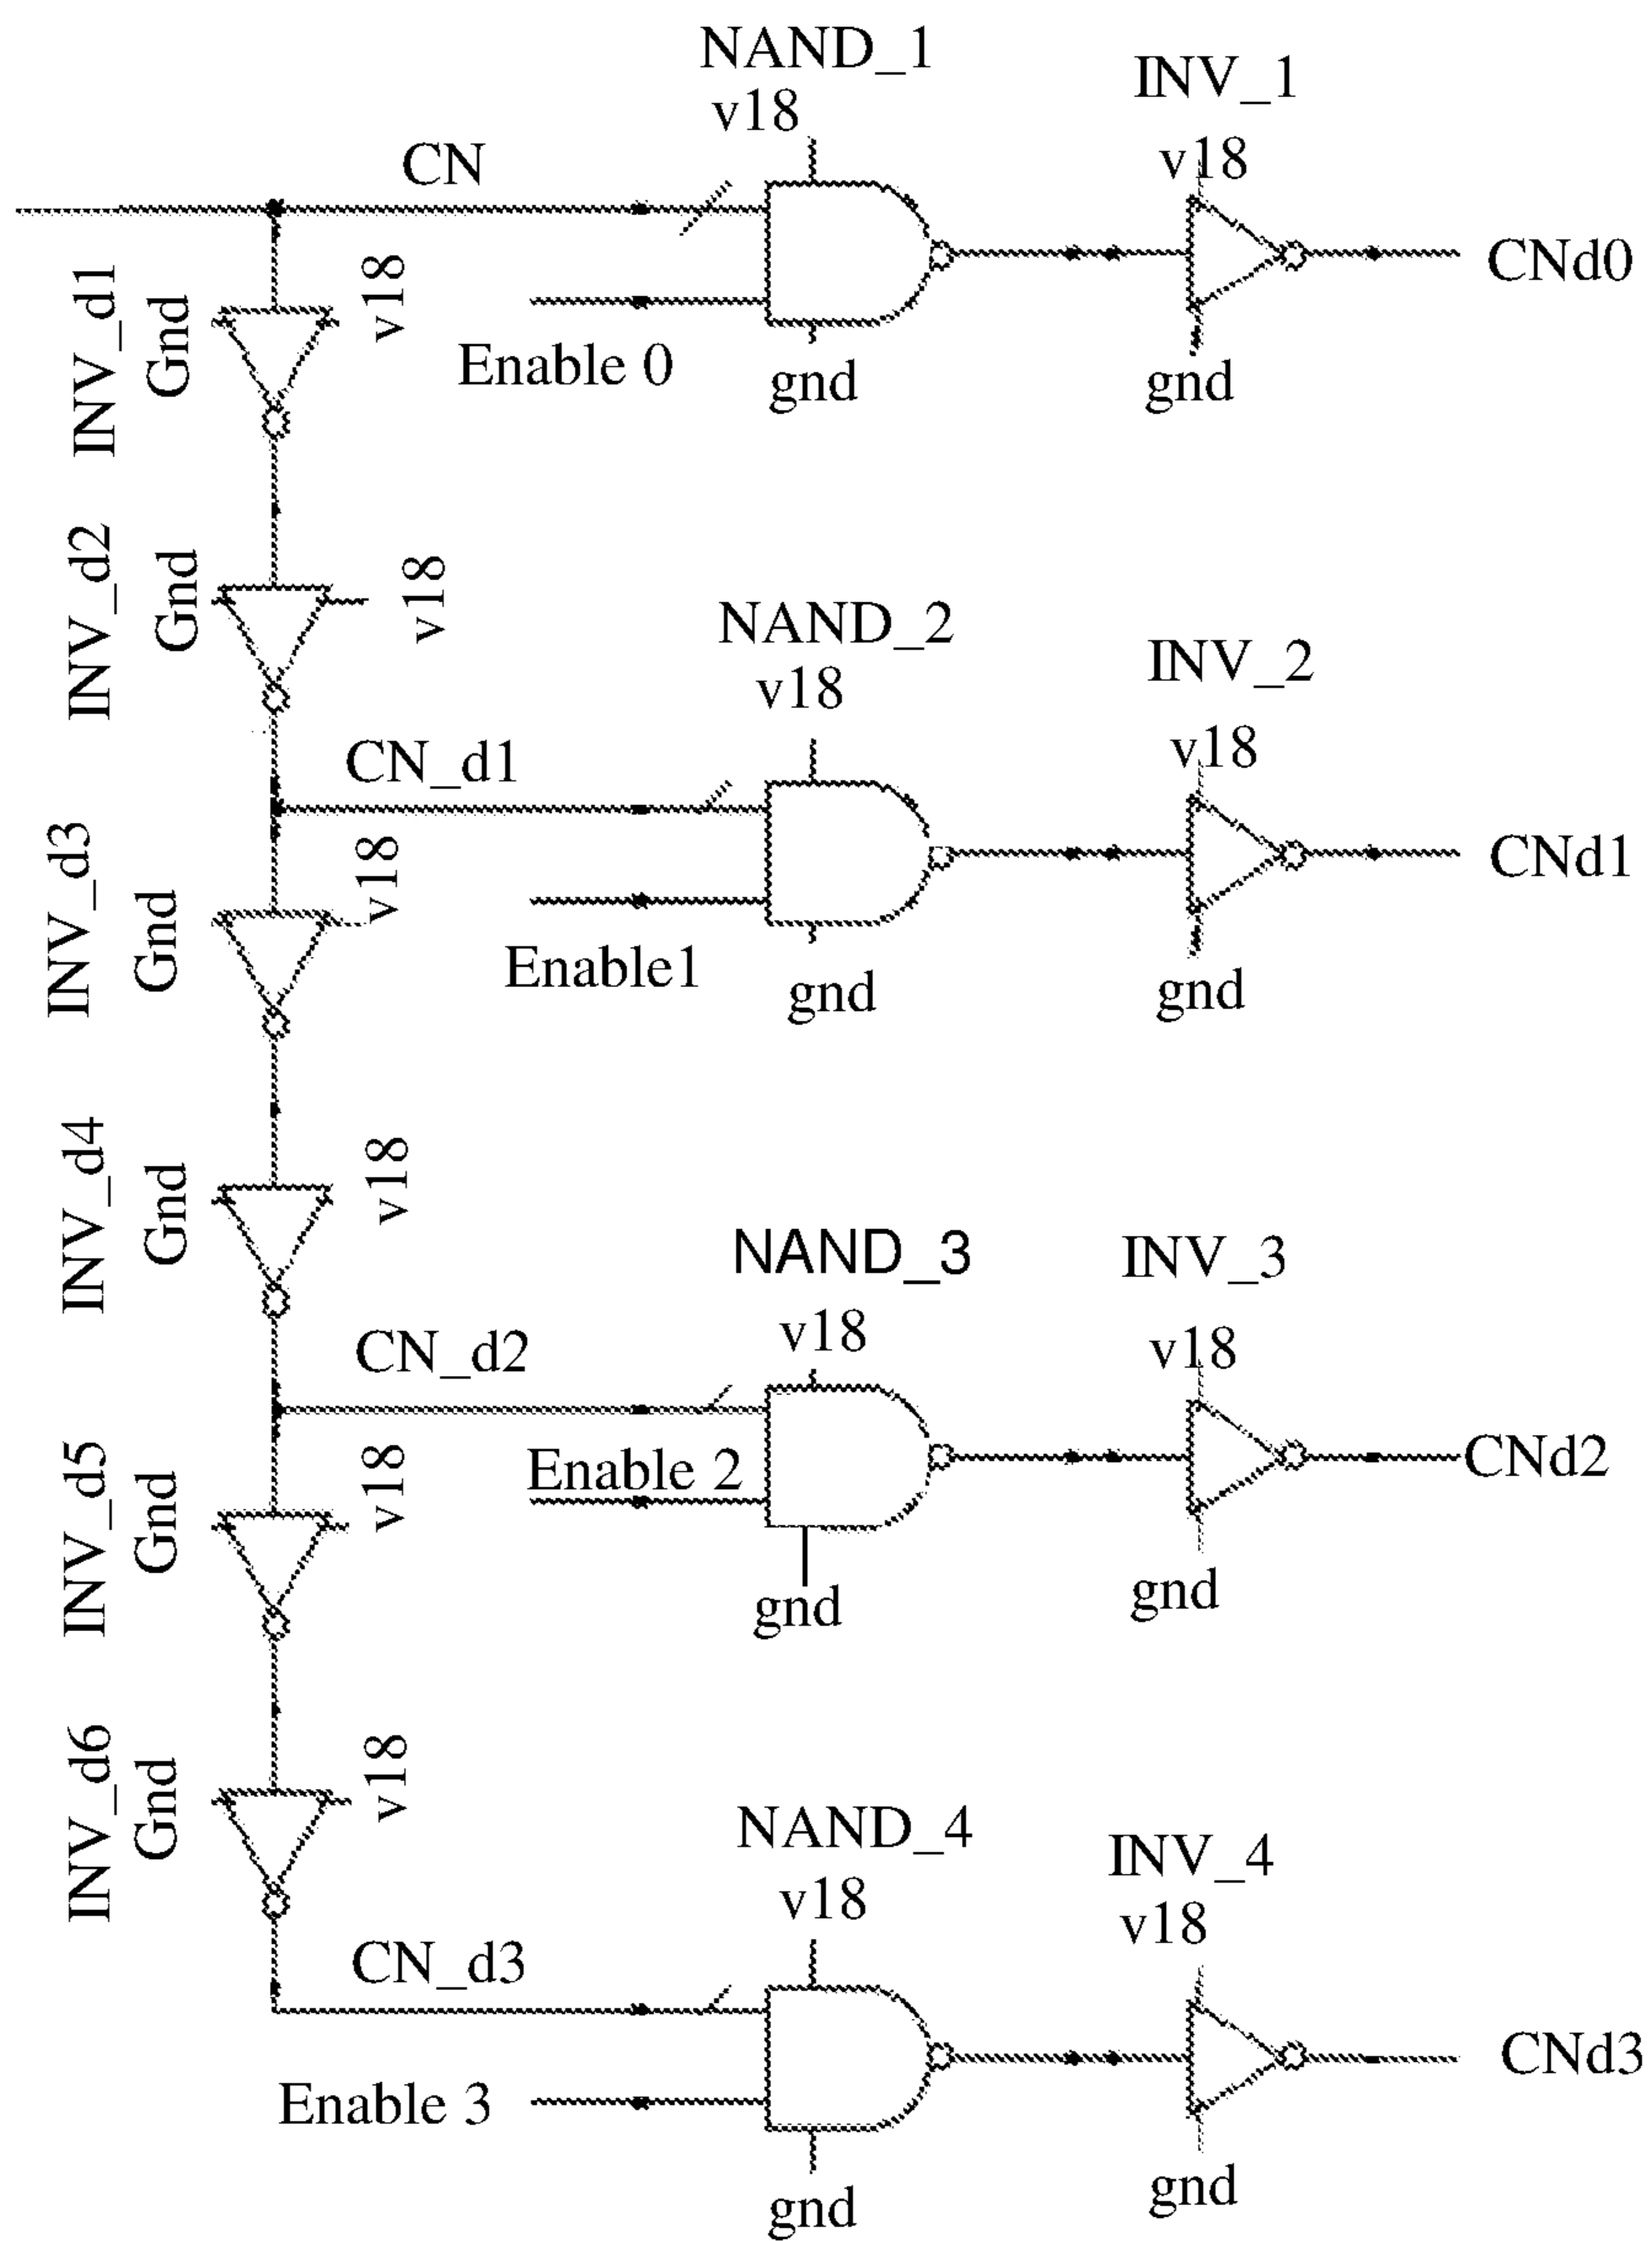 NAND_1
v18
INV_1
v18
CN
CNd0
INV_d1
Gnd
v18
Enable 0
gnd
gnd
INV_d2
Gnd
v18
NAND_2
v18
INV_2
v18
CN_d1
CNd1
INV_d3
Gnd
v18
Enable1
gnd
gnd
INV_d4
Gnd
v18
NAND_3
v18
INV_3
v18
CN_d2
CNd2
INV_d5
Gnd
v18
Enable 2
gnd
gnd
INV_d6
Gnd
v18
NAND_4
v18
INV_4
v18
CN_d3
CNd3
Enable 3
gnd
gnd